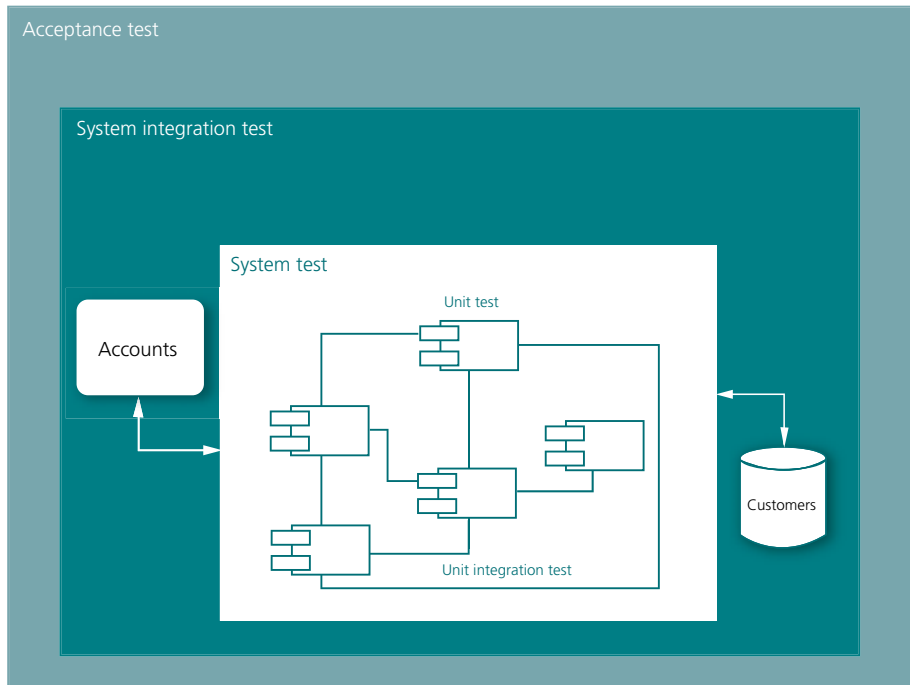 Acceptance test
System integration test
System test
Unit test
Accounts
Customers
Unit integration test